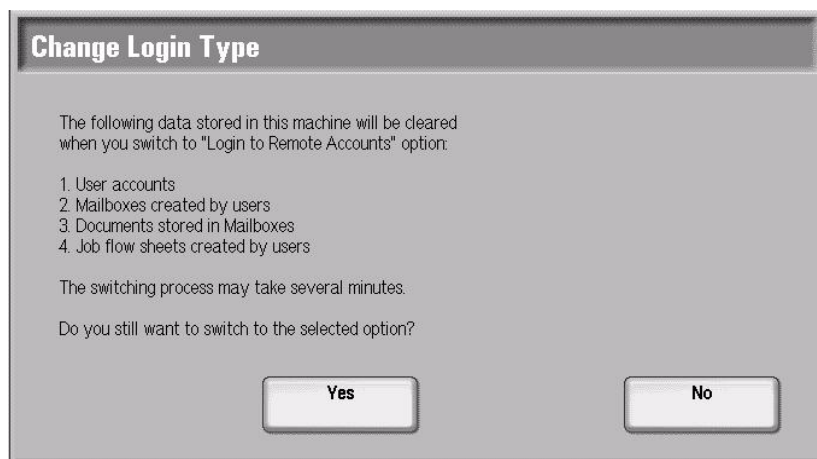 Change Login Type
The following data stored in this machine will be cleared
when you switch to "Login to Remote Accounts" option:
1. User accounts
2. Mailboxes created by users
3. Documents stored in Mailboxes
4. Job flow sheets created by users
The switching process may take several minutes.
Do you still want to switch to the selected option?
Yes
No